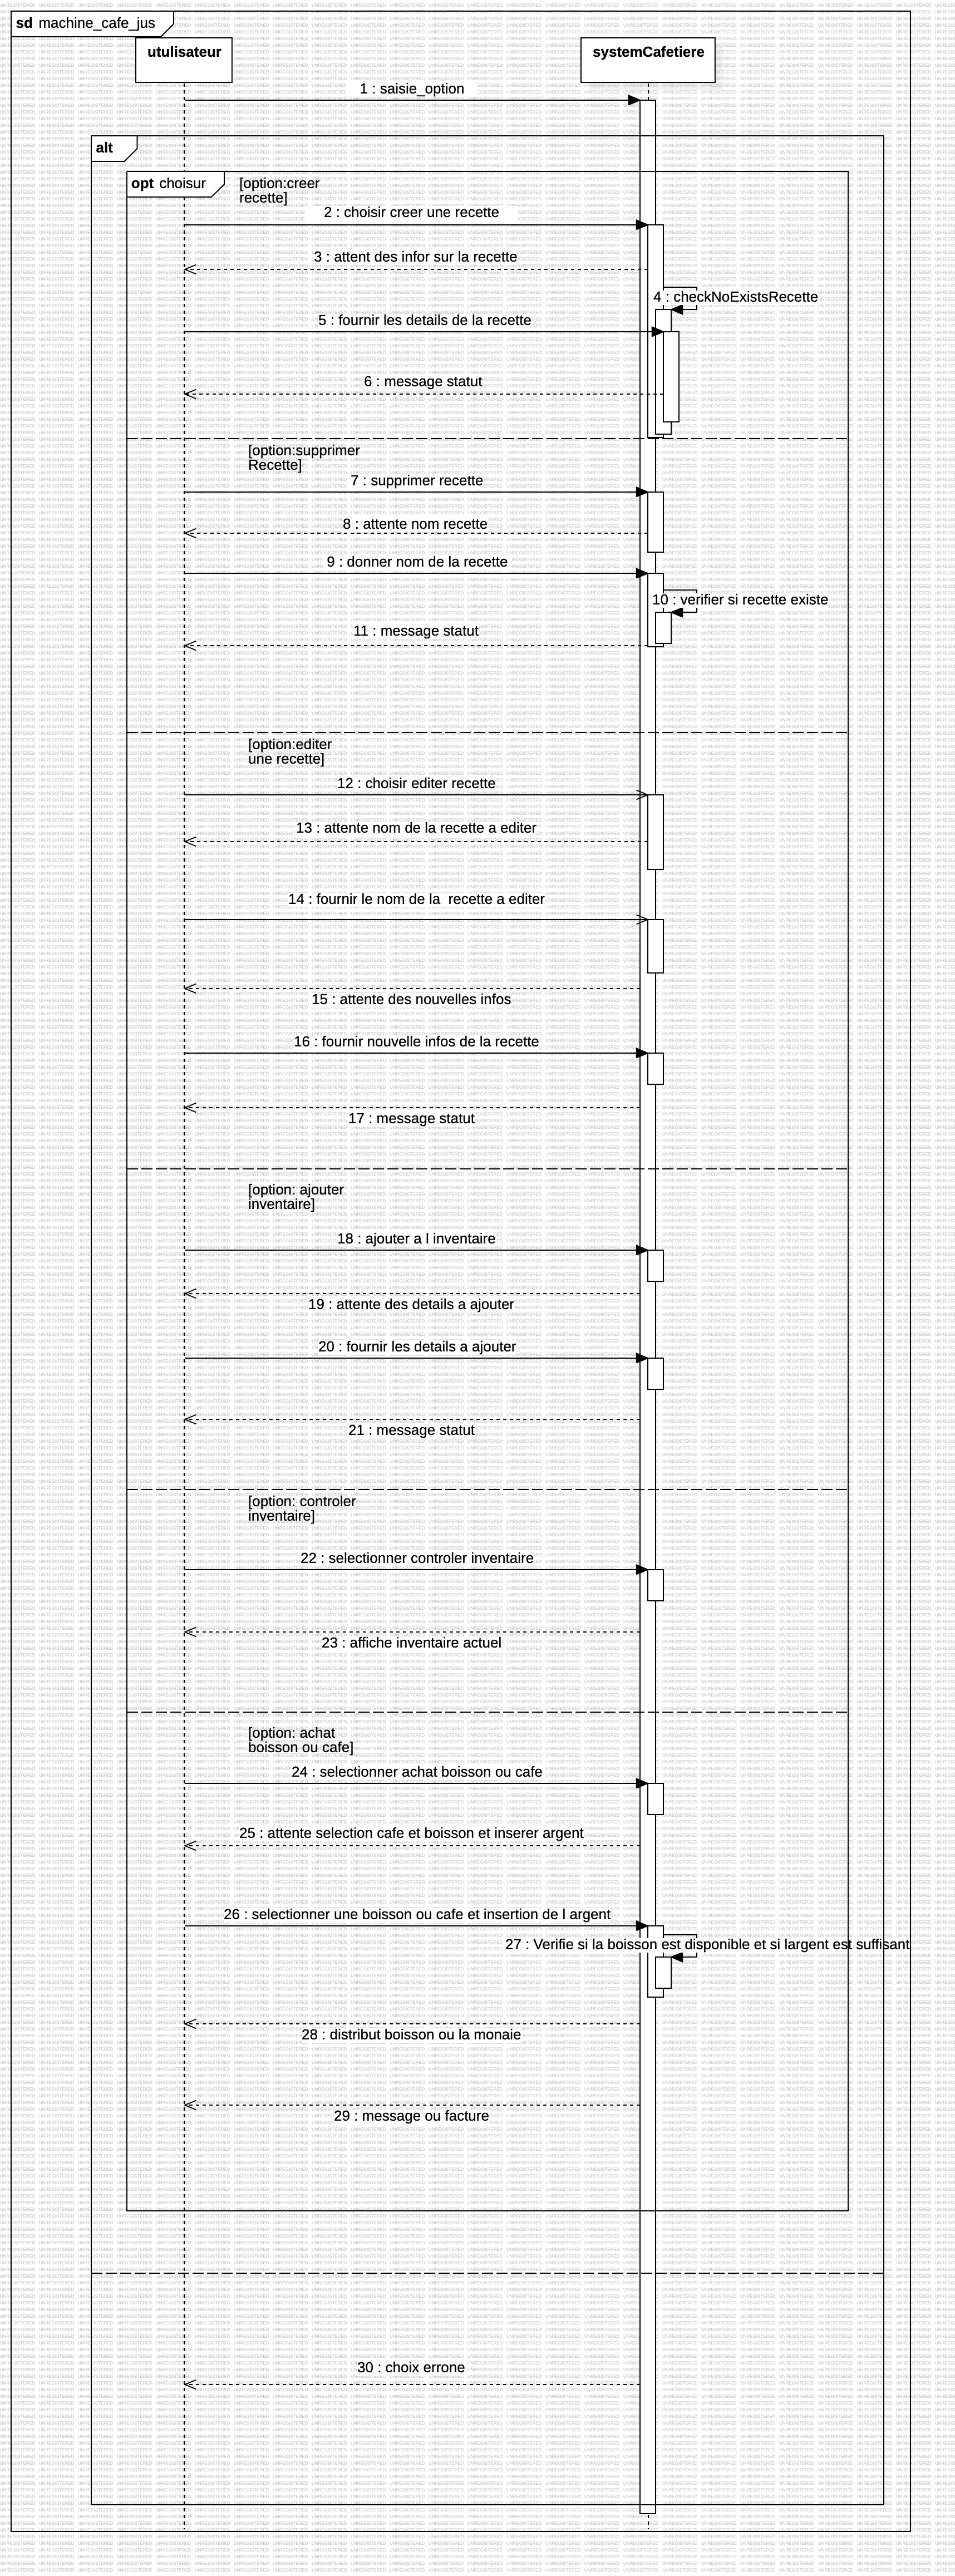 sd machine_cafe_jus
utulisateur
systemCafetiere
1 : saisie_option
alt
opt choisur
[option:creer
recette]
2 : choisir creer une recette
3 : attent des infor sur la recette
4 : checkNoExistsRecette
5 : fournir les details de la recette
6 : message statut
[option:supprimer
Recette]
7 : supprimer recette
8 : attente nom recette
9 : donner nom de la recette
10 : verifier si recette existe
11 : message statut
[option:editer
une recette]
12 : choisir editer recette
13 : attente nom de la recette a editer
14 : fournir le nom de la  recette a editer
15 : attente des nouvelles infos
16 : fournir nouvelle infos de la recette
17 : message statut
[option: ajouter
inventaire]
18 : ajouter a l inventaire
19 : attente des details a ajouter
20 : fournir les details a ajouter
21 : message statut
[option: controler
inventaire]
22 : selectionner controler inventaire
23 : affiche inventaire actuel
[option: achat
boisson ou cafe]
24 : selectionner achat boisson ou cafe
25 : attente selection cafe et boisson et inserer argent
26 : selectionner une boisson ou cafe et insertion de l argent
27 : Verifie si la boisson est disponible et si largent est suffisant
28 : distribut boisson ou la monaie
29 : message ou facture
30 : choix errone